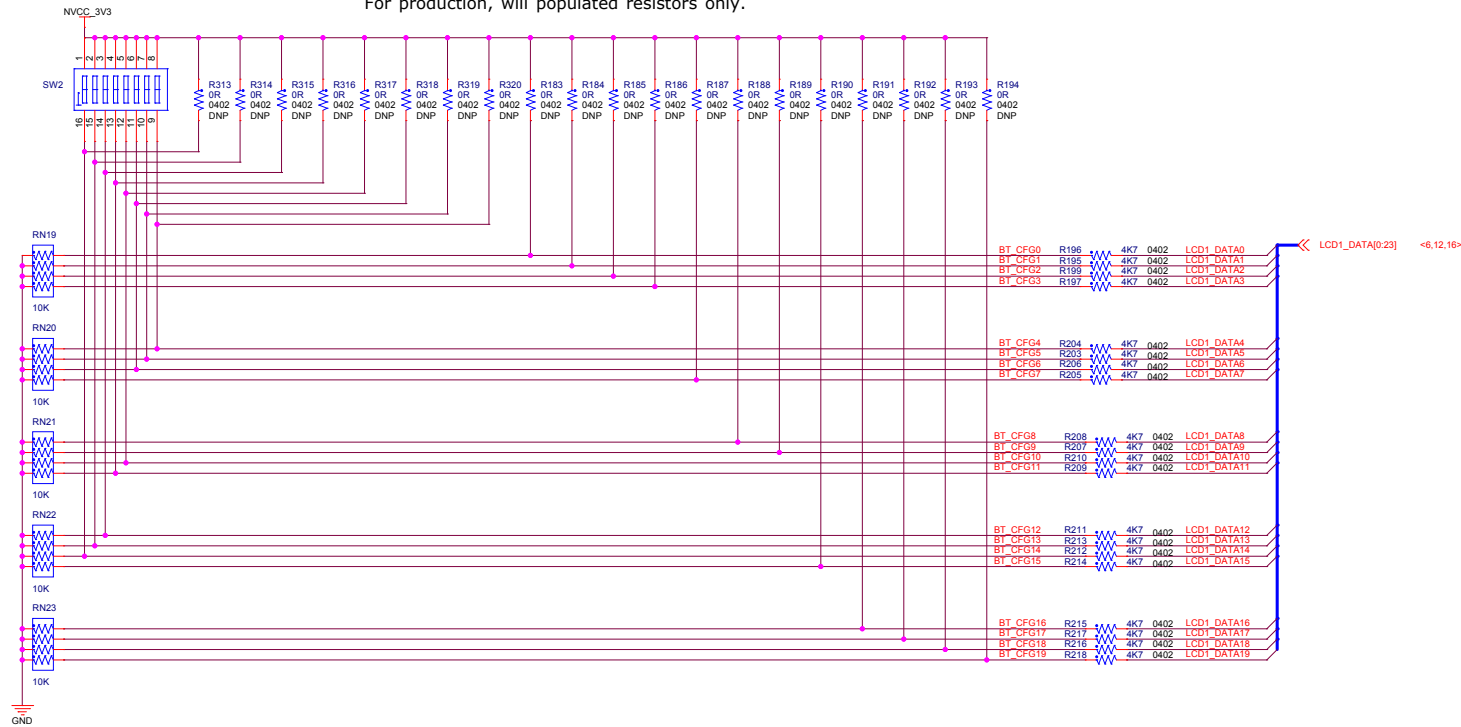 For production, will populated resistors only.
NVCC_3V3
1 2 3 4 5 6 7 8
SW2
16 15 14 13 12 11 10 9
R313 0R 0402 DNP
R314 0R 0402 DNP
R315 0R 0402 DNP
R316 0R 0402 DNP
R317 0R 0402 DNP
R318 0R 0402 DNP
R319 0R 0402 DNP
R320 0R 0402 DNP
R183 0R 0402 DNP
R184 0R 0402 DNP
R185 0R 0402 DNP
R186 0R 0402 DNP
R187 0R 0402 DNP
R188 0R 0402 DNP
R189 0R 0402 DNP
R190 0R 0402 DNP
R191 0R 0402 DNP
R192 0R 0402 DNP
R193 0R 0402 DNP
R194 0R 0402 DNP
RN19
BT_CFG0 R196 4K7 0402 LCD1_DATA0
LCD1_DATA[0:23] <6,12,16>
BT_CFG1 R195 4K7 0402 LCD1_DATA1
BT_CFG2 R199 4K7 0402 LCD1_DATA2
BT_CFG3 R197 4K7 0402 LCD1_DATA3
10K
RN20
BT_CFG4 R204 4K7 0402 LCD1_DATA4
BT_CFG5 R203 4K7 0402 LCD1_DATA5
BT_CFG6 R206 4K7 0402 LCD1_DATA6
BT_CFG7 R205 4K7 0402 LCD1_DATA7
10K
RN21
BT_CFG8 R208 4K7 0402 LCD1_DATA8
BT_CFG9 R207 4K7 0402 LCD1_DATA9
BT_CFG10 R210 4K7 0402 LCD1_DATA10
BT_CFG11 R209 4K7 0402 LCD1_DATA11
10K
RN22
BT_CFG12 R211 4K7 0402 LCD1_DATA12
BT_CFG13 R213 4K7 0402 LCD1_DATA13
BT_CFG14 R212 4K7 0402 LCD1_DATA14
BT_CFG15 R214 4K7 0402 LCD1_DATA15
10K
RN23
BT_CFG16 R215 4K7 0402 LCD1_DATA16
BT_CFG17 R217 4K7 0402 LCD1_DATA17
BT_CFG18 R216 4K7 0402 LCD1_DATA18
BT_CFG19 R218 4K7 0402 LCD1_DATA19
10K
GND